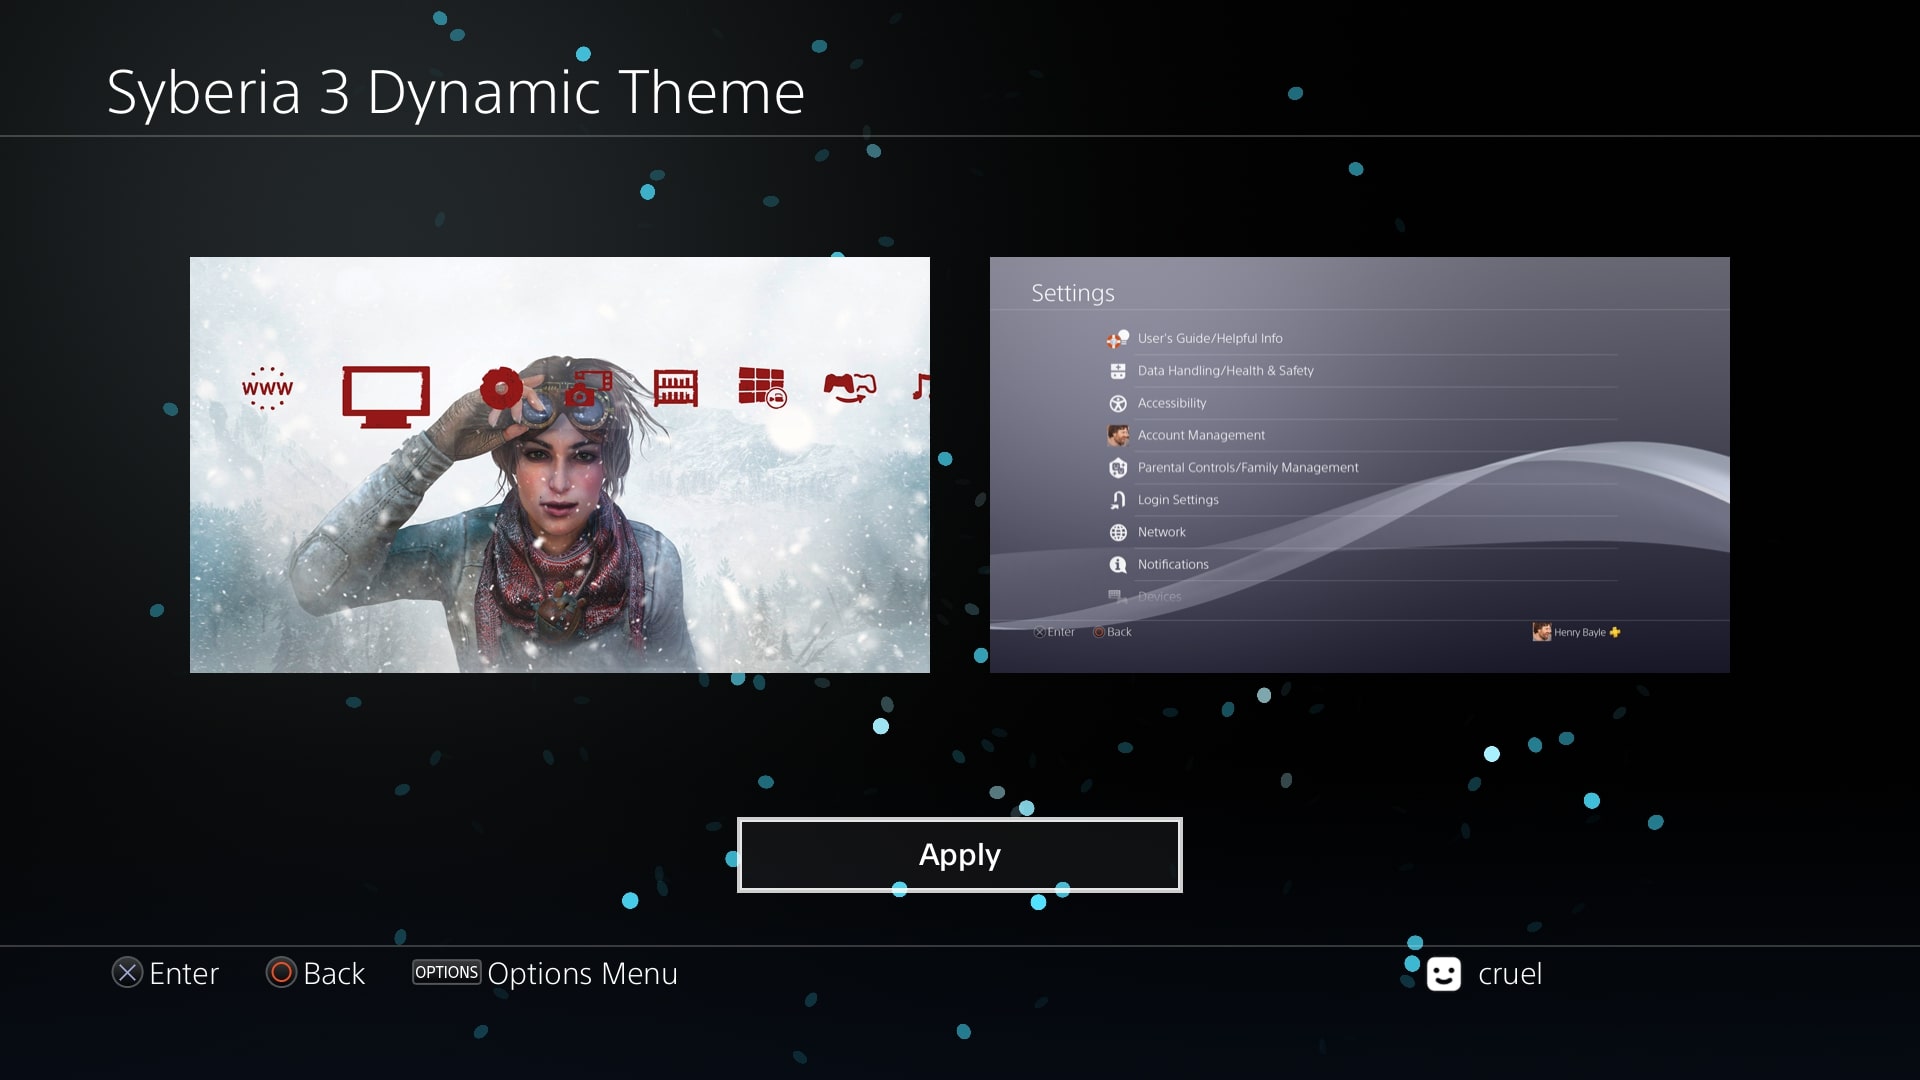 Syberia 3 Dynamic Theme
www
Settings
User's Guide/Helpful Info
Data Handling/Health & Safety
Accessibility
Account Management
Parental Controls/Family Management
Login Settings
Network
Notifications
Devices
Enter Back Henry Bayle
Apply
Enter Back OPTIONS Options Menu cruel